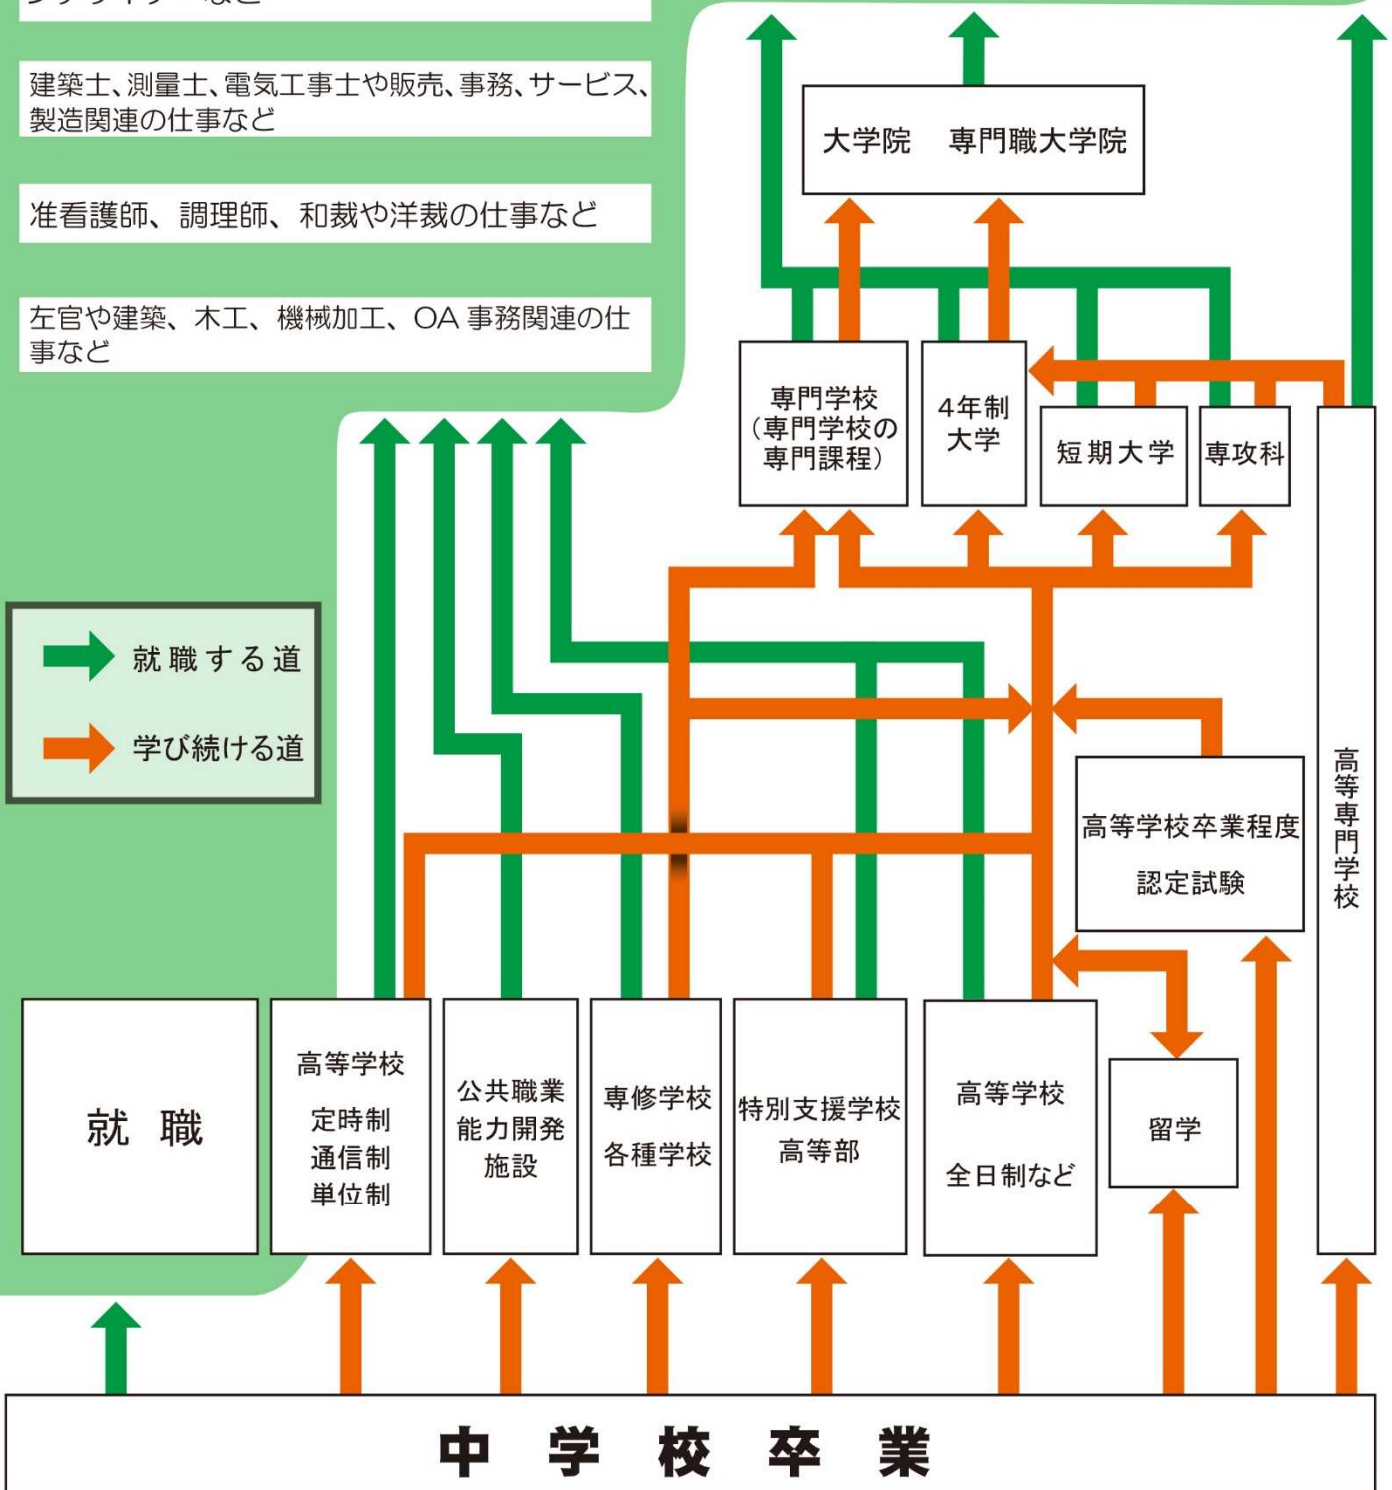 など
建築士、測量士、電気工事士や販売、事務、サービス、
製造関連の仕事など
准看護師、調理師、和裁や洋裁の仕事など
左官や建築、木工、機械加工、OA 事務関連の仕
事など
大学院 専門職大学院
専門学校
(専門学校の
専門課程)
4年制
大学
短期大学
専攻科
就職する道
学び続ける道
高等学校卒業程度
認定試験
高等専門学校
就職
高等学校
定時制
通信制
単位制
公共職業
能力開発
施設
専修学校
各種学校
特別支援学校
高等部
高等学校
全日制など
留学
中学校卒業